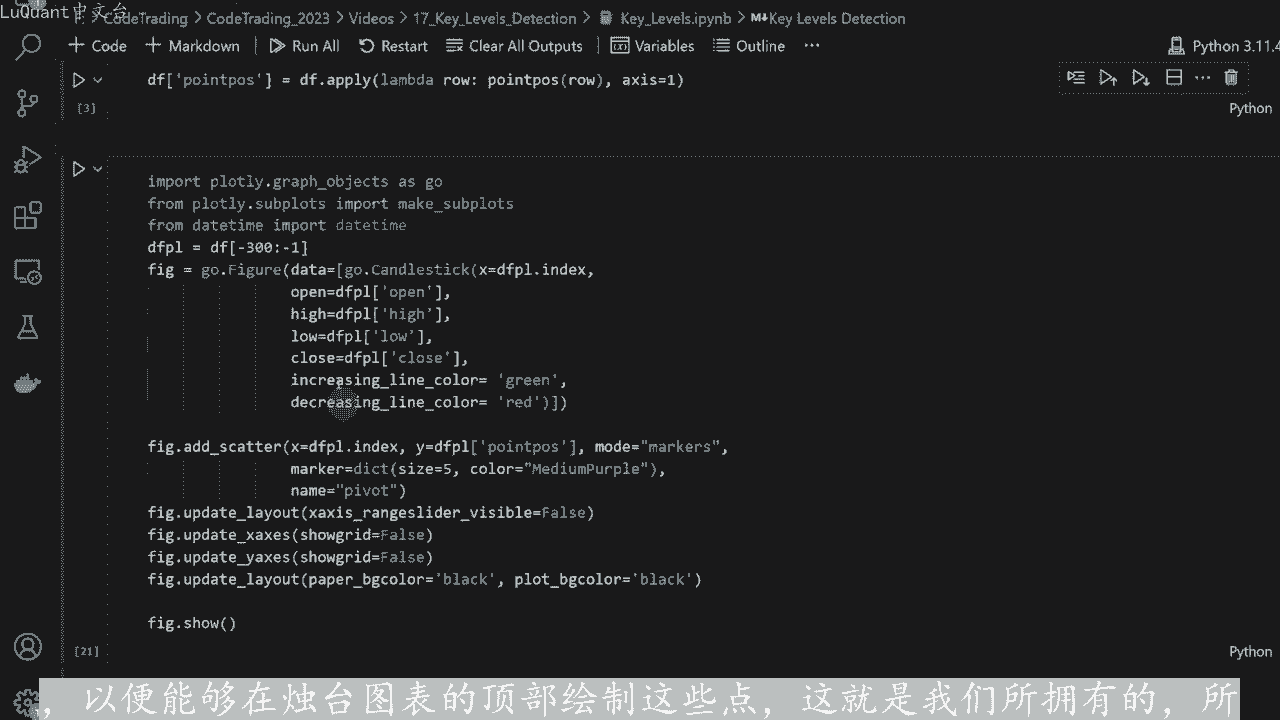 LuQuant中文台
CodeTrading > CodeTrading_2023 > Videos > 17_Key_Levels_Detection > Key_Levels.ipynb > M↓Key Levels Detection
+ Code + Markdown Run All Restart Clear All Outputs Variables Outline ··· Python 3.11.4
df['pointpos'] = df.apply(lambda row: pointpos(row), axis=1)
[3]
Python
import plotly.graph_objects as go
from plotly.subplots import make_subplots
from datetime import datetime
dfpl = df[-300:-1]
fig = go.Figure(data=[go.Candlestick(x=dfpl.index,
open=dfpl['open'],
high=dfpl['high'],
low=dfpl['low'],
close=dfpl['close'],
increasing_line_color= 'green',
decreasing_line_color= 'red')])
fig.add_scatter(x=dfpl.index, y=dfpl['pointpos'], mode="markers",
marker=dict(size=5, color="MediumPurple"),
name="pivot")
fig.update_layout(xaxis_rangeslider_visible=False)
fig.update_xaxes(showgrid=False)
fig.update_yaxes(showgrid=False)
fig.update_layout(paper_bgcolor='black', plot_bgcolor='black')
fig.show()
[21]
Python
，以便能够在烛台图表的顶部绘制这些点，这就是我们所拥有的，所